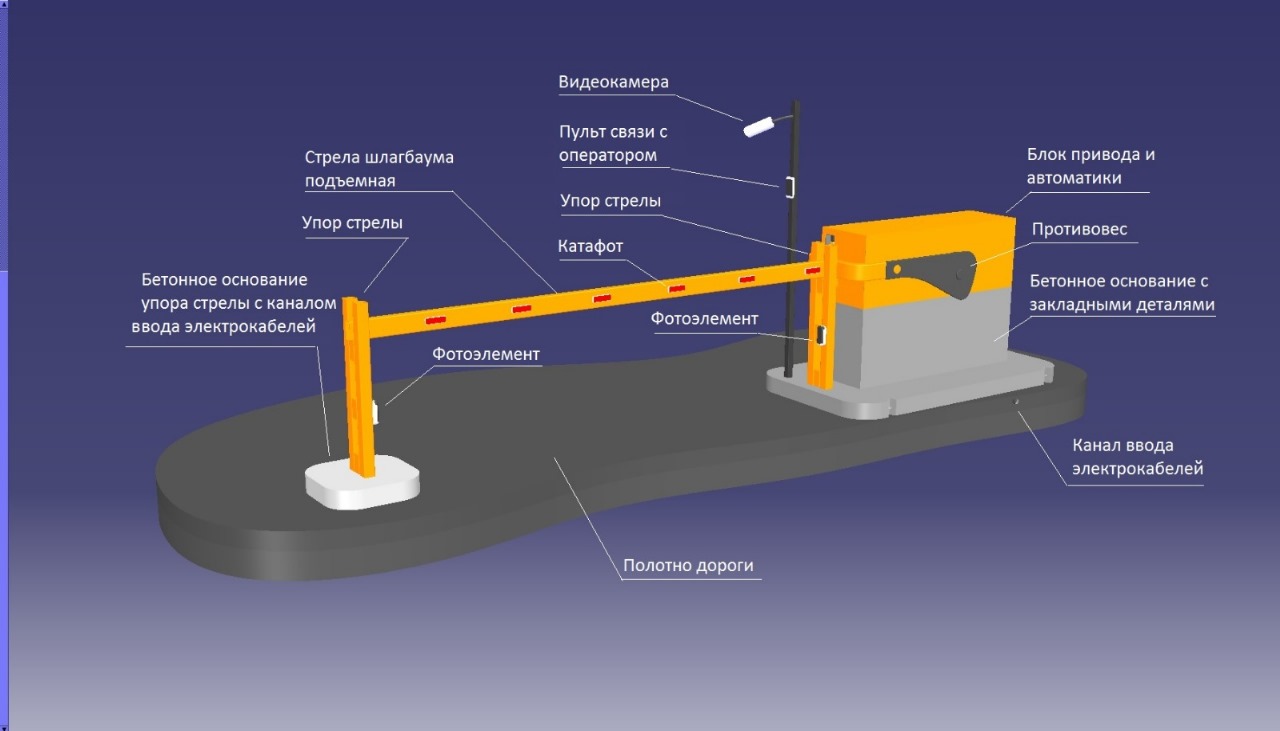 Видеокамера
Пульт связи с
оператором
Стрела шлагбаума
подъемная
Блок привода и
автоматики
Упор стрелы
Упор стрелы
Противовес
Катафот
Бетонное основание
упора стрелы с каналом
ввода электрокабелей
Бетонное основание с
закладными деталями
Фотоэлемент
Фотоэлемент
Канал ввода
электрокабелей
Полотно дороги